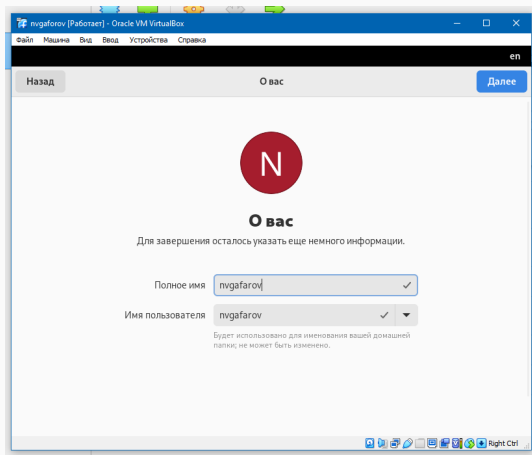 nvgaforov [Работает] - Oracle VM VirtualBox
Файл Машина Вид Ввод Устройства Справка
en
Назад
О вас
Далее
N
О вас
Для завершения осталось указать еще немного информации.
Полное имя nvgafarov
Имя пользователя nvgafarov
Будет использовано для именования вашей домашней
папки; не может быть изменено.
Right Ctrl